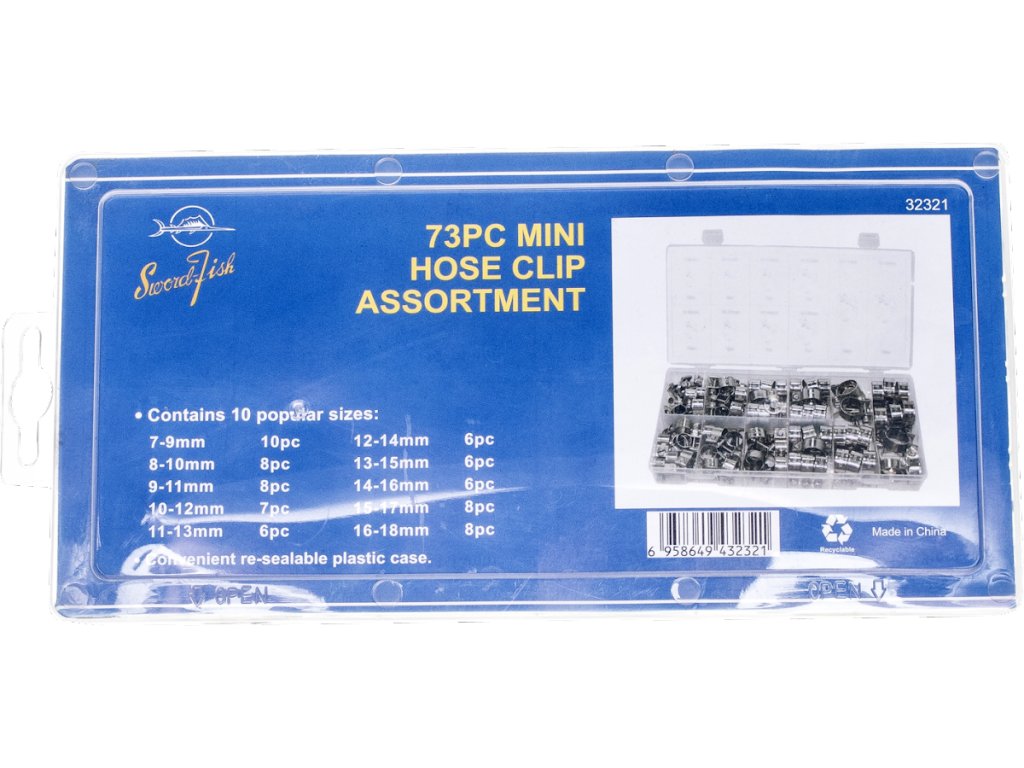 32321
Sword-Fish
73PC MINI
HOSE CLIP
ASSORTMENT
• Contains 10 popular sizes:
7-9mm 10pc 12-14mm 6pc
8-10mm 8pc 13-15mm 6pc
9-11mm 8pc 14-16mm 6pc
10-12mm 7pc 15-17mm 8pc
11-13mm 6pc 16-18mm 8pc
• Convenient re-sealable plastic case.
6 958649 432321
Recyclable
Made in China
OPEN OPEN